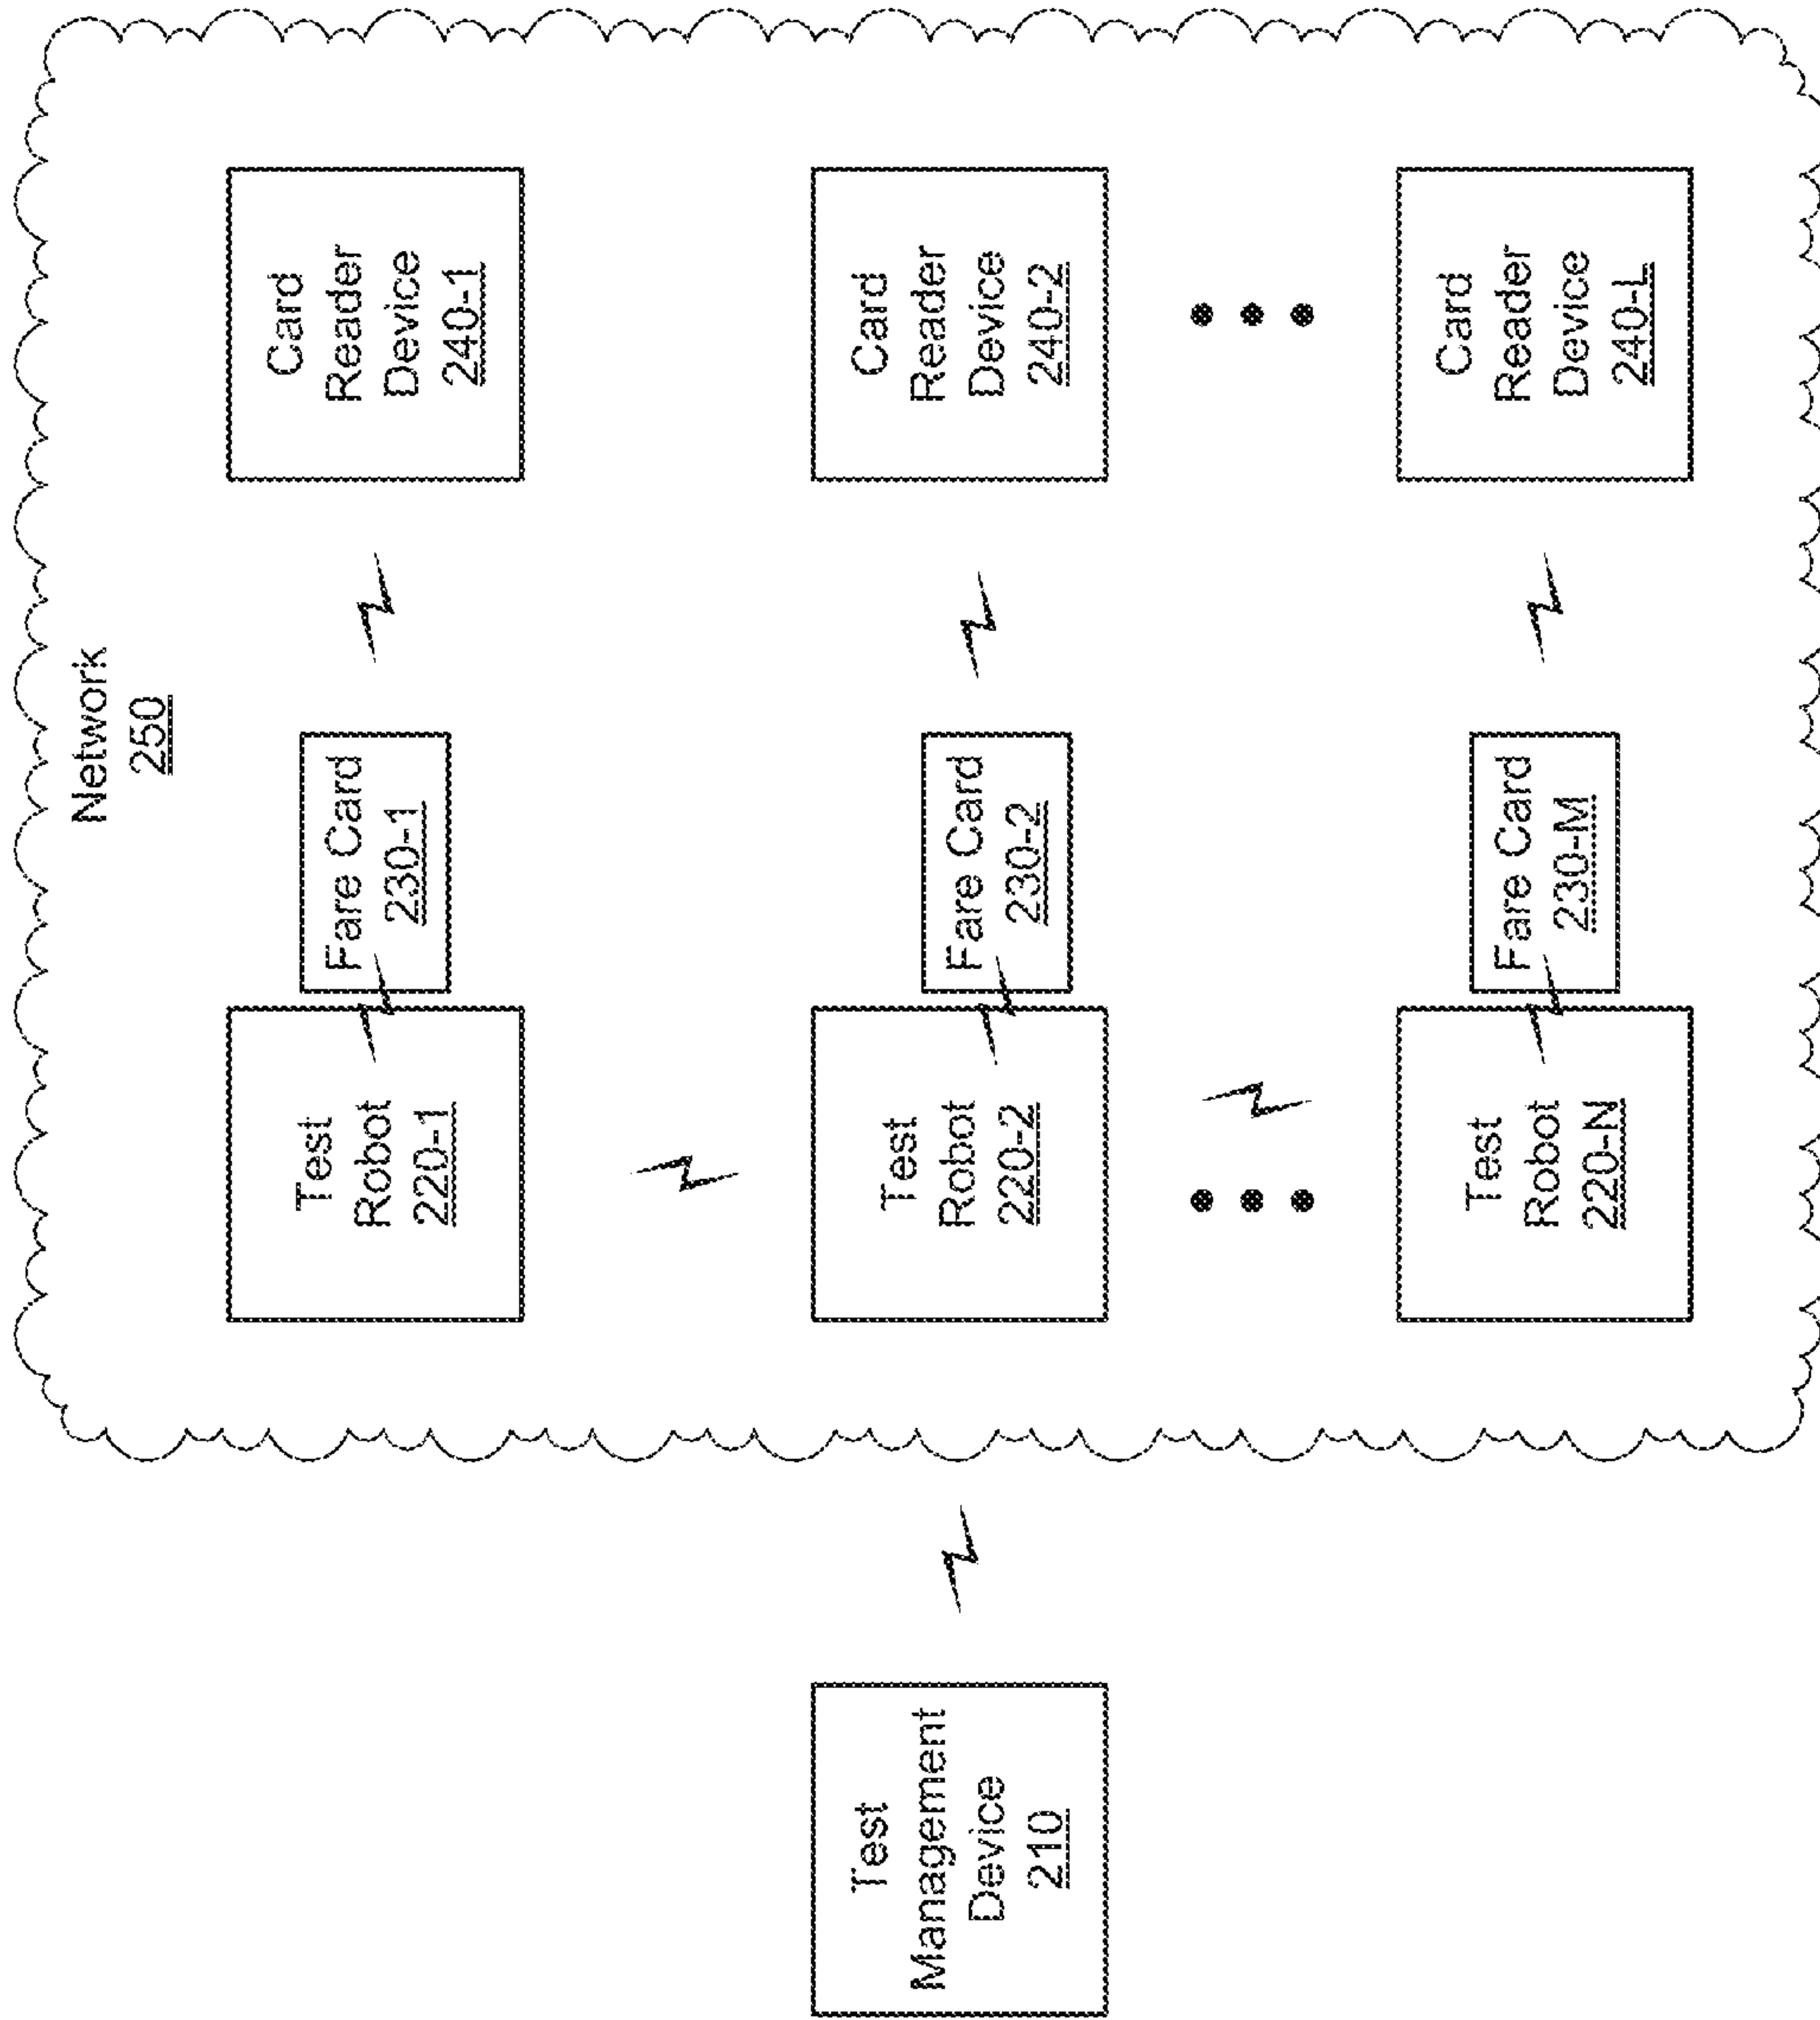 Network
250
Test
Management
Device
210
Test
Robot
220-1
Fare Card
230-1
Card
Reader
Device
240-1
Test
Robot
220-2
Fare Card
230-2
Card
Reader
Device
240-2
Test
Robot
220-N
Fare Card
230-M
Card
Reader
Device
240-L